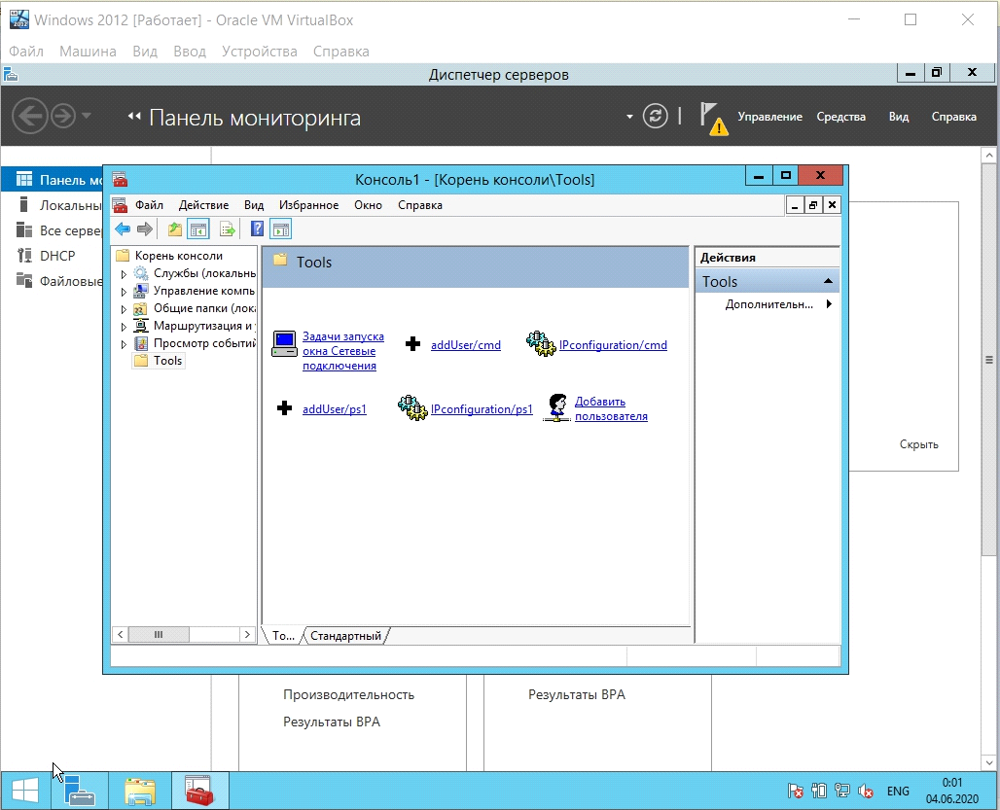 Windows 2012 [Работает] - Oracle VM VirtualBox
Файл Машина Вид Ввод Устройства Справка
Диспетчер серверов
Панель мониторинга
Управление Средства Вид Справка
Панель мо
Локальны
Все серве
DHCP
Файловые
Консоль1 - [Корень консоли\Tools]
Файл Действие Вид Избранное Окно Справка
Корень консоли
Службы (локальн
Управление компь
Общие папки (лока
Маршрутизация и
Просмотр событий
Tools
Tools
Задачи запуска
окна Сетевые
подключения
addUser/cmd
IPconfiguration/cmd
addUser/ps1
IPconfiguration/ps1
Добавить
пользователя
То... Стандартный
Действия
Tools
Дополнительн...
Скрыть
Производительность
Результаты BPA
Результаты BPA
ENG
0:01
04.06.2020